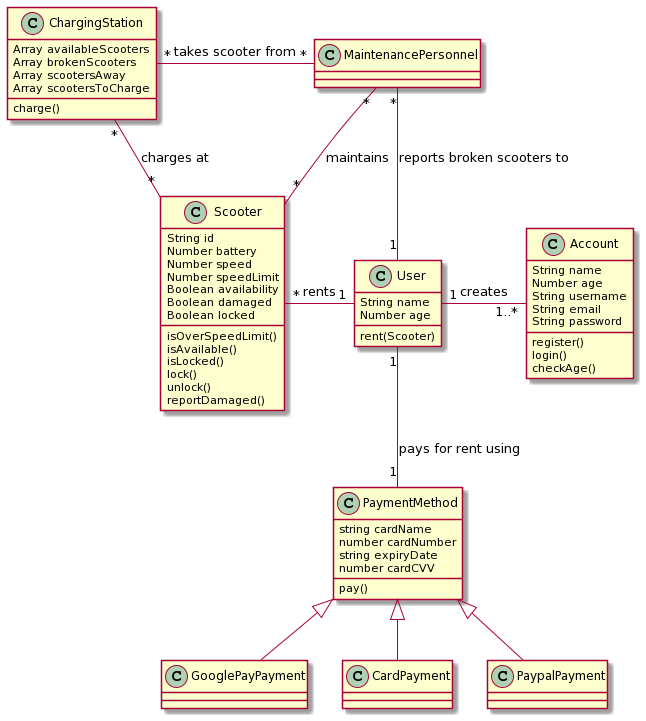 C ChargingStation
Array availableScooters
Array brokenScooters
Array scootersAway
Array scootersToCharge
charge()
* takes scooter from *
C MaintenancePersonnel
*
charges at
*
*
maintains
*
*
reports broken scooters to
1
C Scooter
String id
Number battery
Number speed
Number speedLimit
Boolean availability
Boolean damaged
Boolean locked
isOverSpeedLimit()
isAvailable()
isLocked()
lock()
unlock()
reportDamaged()
* rents 1
C User
String name
Number age
rent(Scooter)
1 creates
1..*
C Account
String name
Number age
String username
String email
String password
register()
login()
checkAge()
1
pays for rent using
1
C PaymentMethod
string cardName
number cardNumber
string expiryDate
number cardCVV
pay()
C GooglePayPayment
C CardPayment
C PaypalPayment